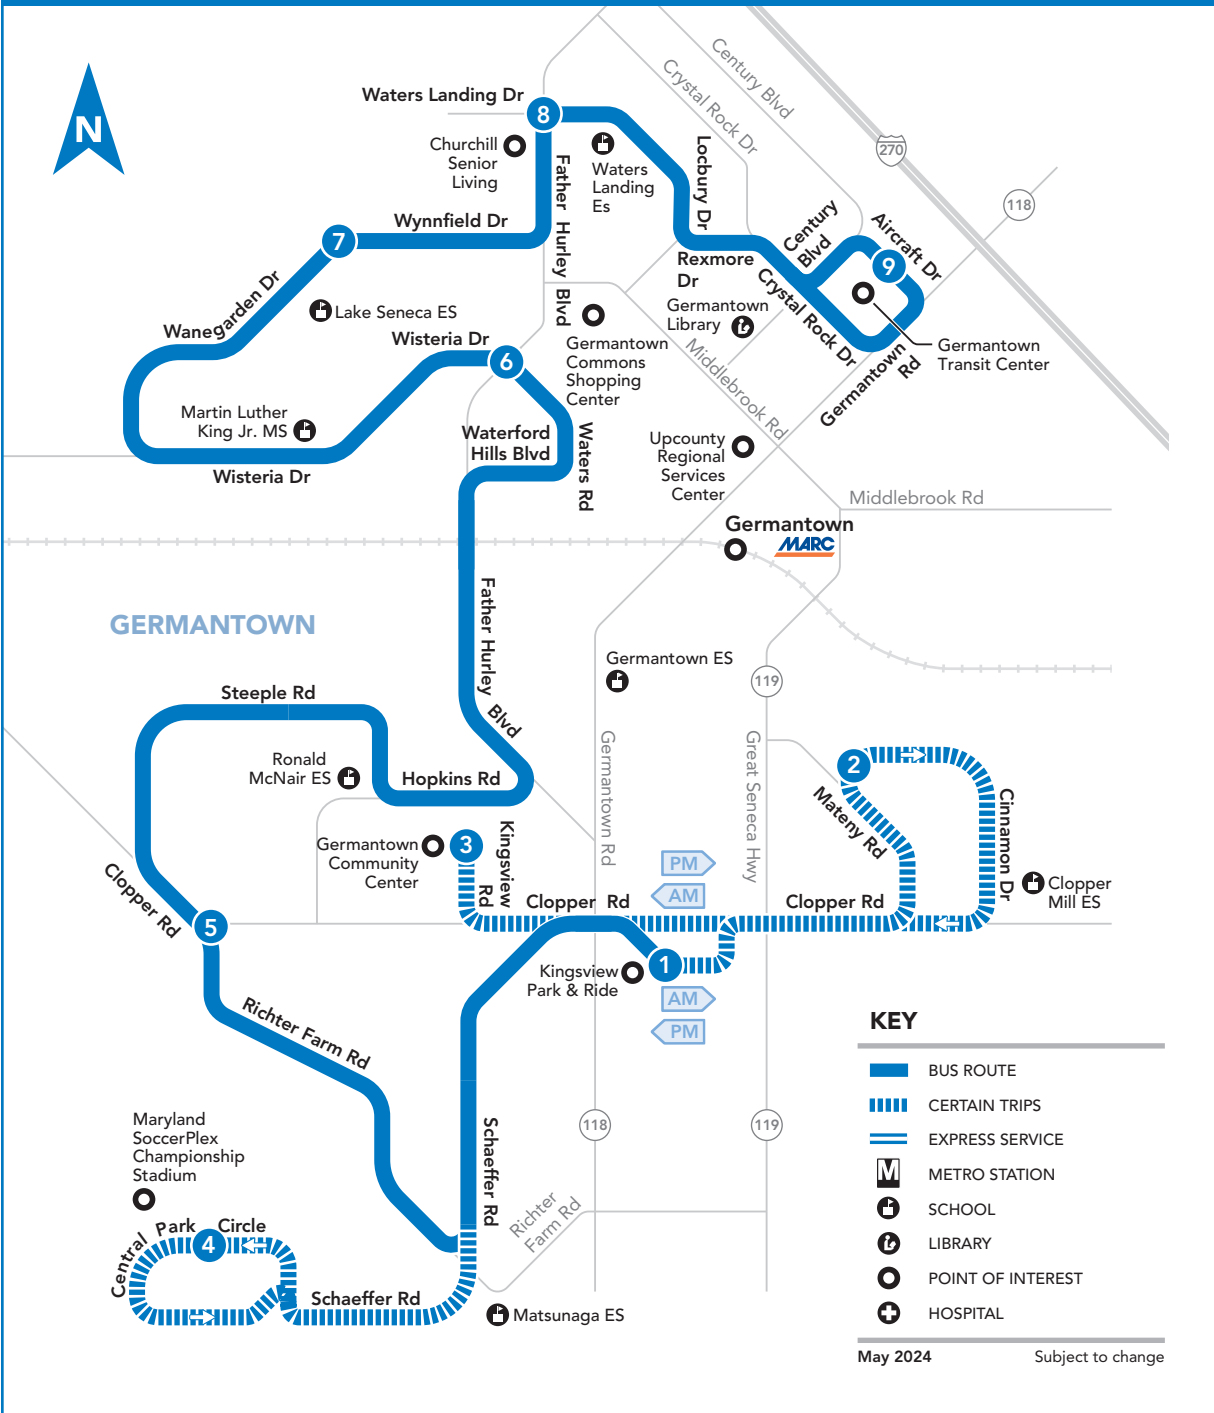 N
Waters Landing Dr
8
Century Blvd
Crystal Rock Dr
270
118
Churchill
Senior
Living
Waters
Landing
Es
Father Hurley Blvd
Locbury Dr
Wynnfield Dr
7
Century
Blvd
Aircraft Dr
9
Rexmore
Dr
Crystal Rock Dr
Wanegarden Dr
Lake Seneca ES
Germantown
Library
Germantown
Transit Center
Germantown
Rd
Wisteria Dr
6
Germantown
Commons
Shopping
Center
Middlebrook Rd
Martin Luther
King Jr. MS
Waterford
Hills Blvd
Waters Rd
Upcounty
Regional
Services
Center
Wisteria Dr
Middlebrook Rd
Germantown
MARC
Father Hurley
Blvd
GERMANTOWN
Germantown ES
119
Steeple Rd
Ronald
McNair ES
Hopkins Rd
Germantown Rd
Great Seneca Hwy
2
Mateny Rd
Cinnamon Dr
Germantown
Community
Center
3
Kingsview
Rd
PM
AM
Clopper Rd
Clopper Rd
Clopper
Mill ES
Clopper Rd
5
Kingsview
Park & Ride
1
AM
PM
Richter Farm Rd
Schaeffer Rd
118
119
Maryland
SoccerPlex
Championship
Stadium
Richter
Farm Rd
Central Park Circle
4
Schaeffer Rd
Matsunaga ES
KEY
BUS ROUTE
CERTAIN TRIPS
EXPRESS SERVICE
M
METRO STATION
SCHOOL
LIBRARY
POINT OF INTEREST
HOSPITAL
May 2024
Subject to change